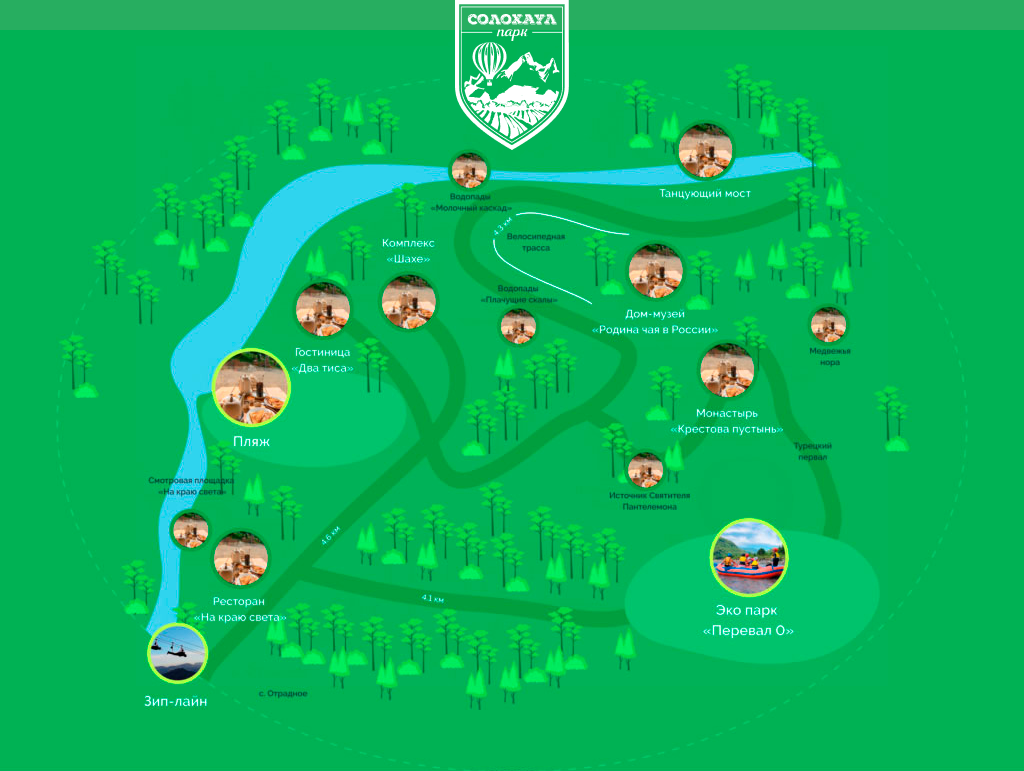 СОЛОХАУЛ
парк
Танцующий мост
Водопады
«Молочный каскад»
4.3 км
Велосипедная
трасса
Комплекс
«Шахе»
Водопады
«Плачущие скалы»
Дом-музей
«Родина чая в России»
Гостиница
«Два тиса»
Медвежья
нора
Монастырь
«Крестова пустынь»
Пляж
Турецкий
первал
Смотровая площадка
«На краю света»
Источник Святителя
Пантелемона
4.6 км
Ресторан
«На краю света»
4.1 км
Эко парк
«Перевал О»
с. Отрадное
Зип-лайн